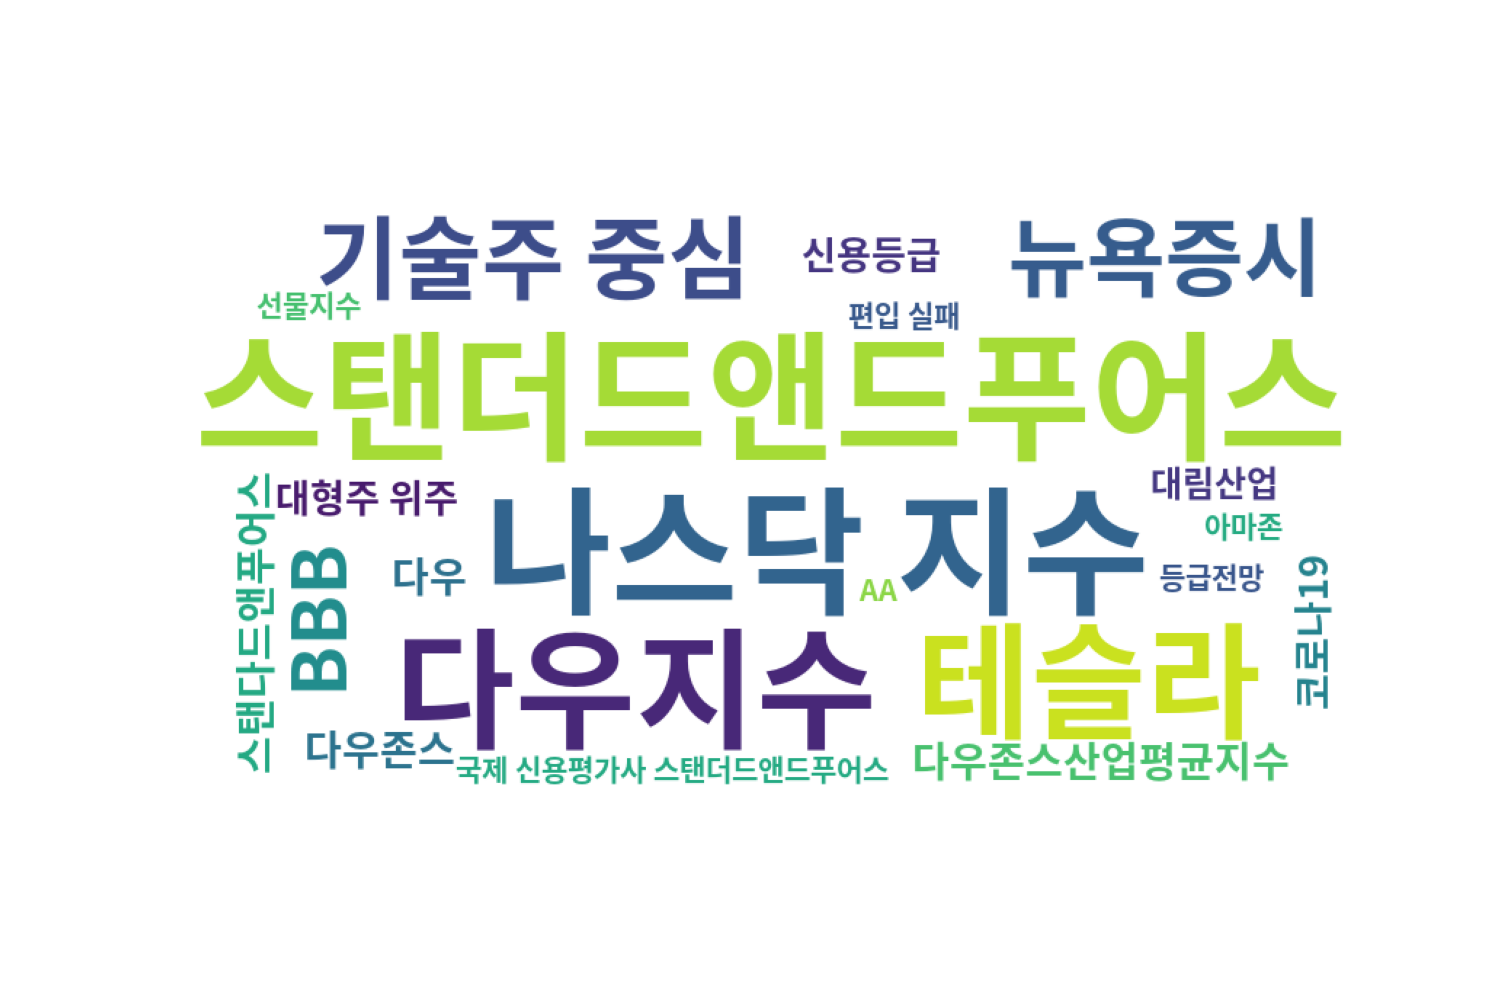 기술주 중심
신용등급
뉴욕증시
선물지수
편입 실패
스탠더드앤드푸어스
대형주 위주
나스닥 지수
대림산업
아마존
스탠다드앤푸어스
BBB
다우
AA
등급전망
코로나19
다우지수
테슬라
다우존스
국제 신용평가사 스탠더드앤드푸어스
다우존스산업평균지수